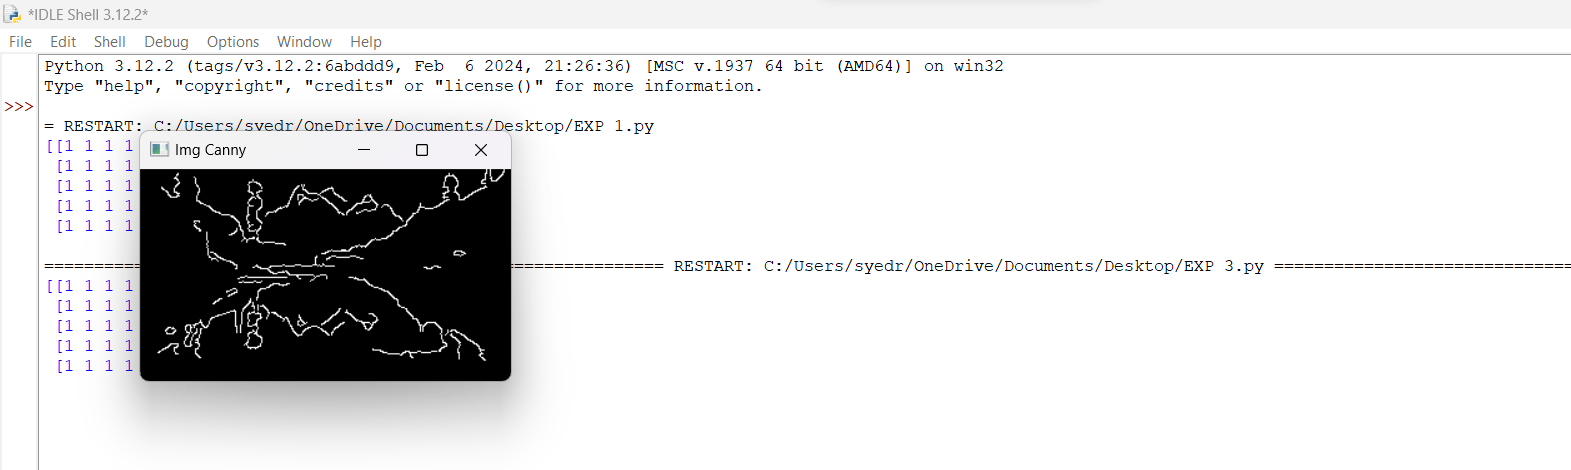 *IDLE Shell 3.12.2*
File Edit Shell Debug Options Window Help
Python 3.12.2 (tags/v3.12.2:6abddd9, Feb  6 2024, 21:26:36) [MSC v.1937 64 bit (AMD64)] on win32
Type "help", "copyright", "credits" or "license()" for more information.
>>>
= RESTART: C:/Users/syedr/OneDrive/Documents/Desktop/EXP 1.py
[[1 1 1 1
Img Canny
[1 1 1 1
[1 1 1 1
[1 1 1 1
[1 1 1 1
========== ================ RESTART: C:/Users/syedr/OneDrive/Documents/Desktop/EXP 3.py ==============================
[[1 1 1 1
[1 1 1 1
[1 1 1 1
[1 1 1 1
[1 1 1 1